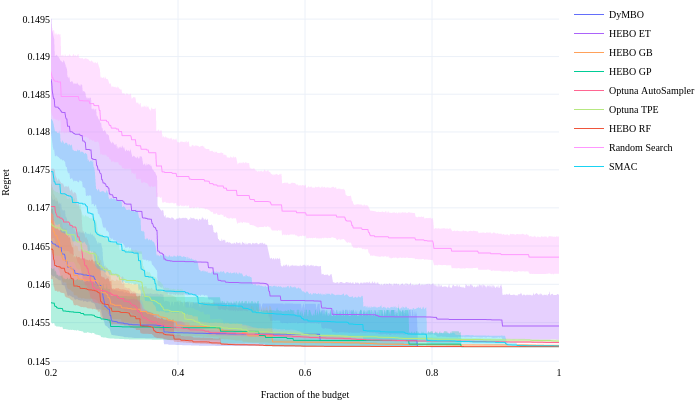 0.1495
0.149
0.1485
0.148
0.1475
0.147
0.1465
0.146
0.1455
0.145
0.2
0.4
0.6
0.8
1
Regret
Fraction of the budget
DyMBO
HEBO ET
HEBO GB
HEBO GP
Optuna AutoSampler
Optuna TPE
HEBO RF
Random Search
SMAC